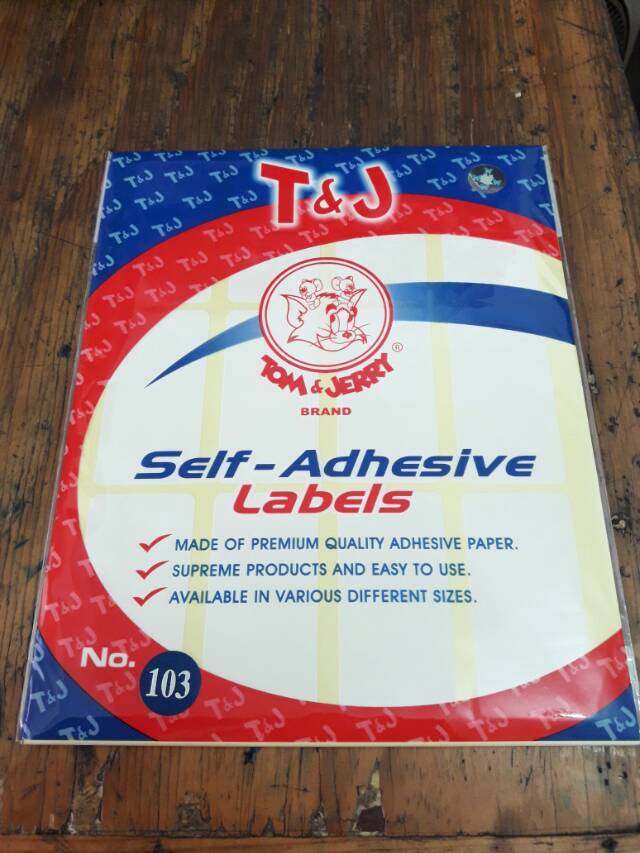 T&J
TOM & JERRY ®
BRAND
Self-Adhesive
Labels
MADE OF PREMIUM QUALITY ADHESIVE PAPER.
SUPREME PRODUCTS AND EASY TO USE.
AVAILABLE IN VARIOUS DIFFERENT SIZES.
No. 103